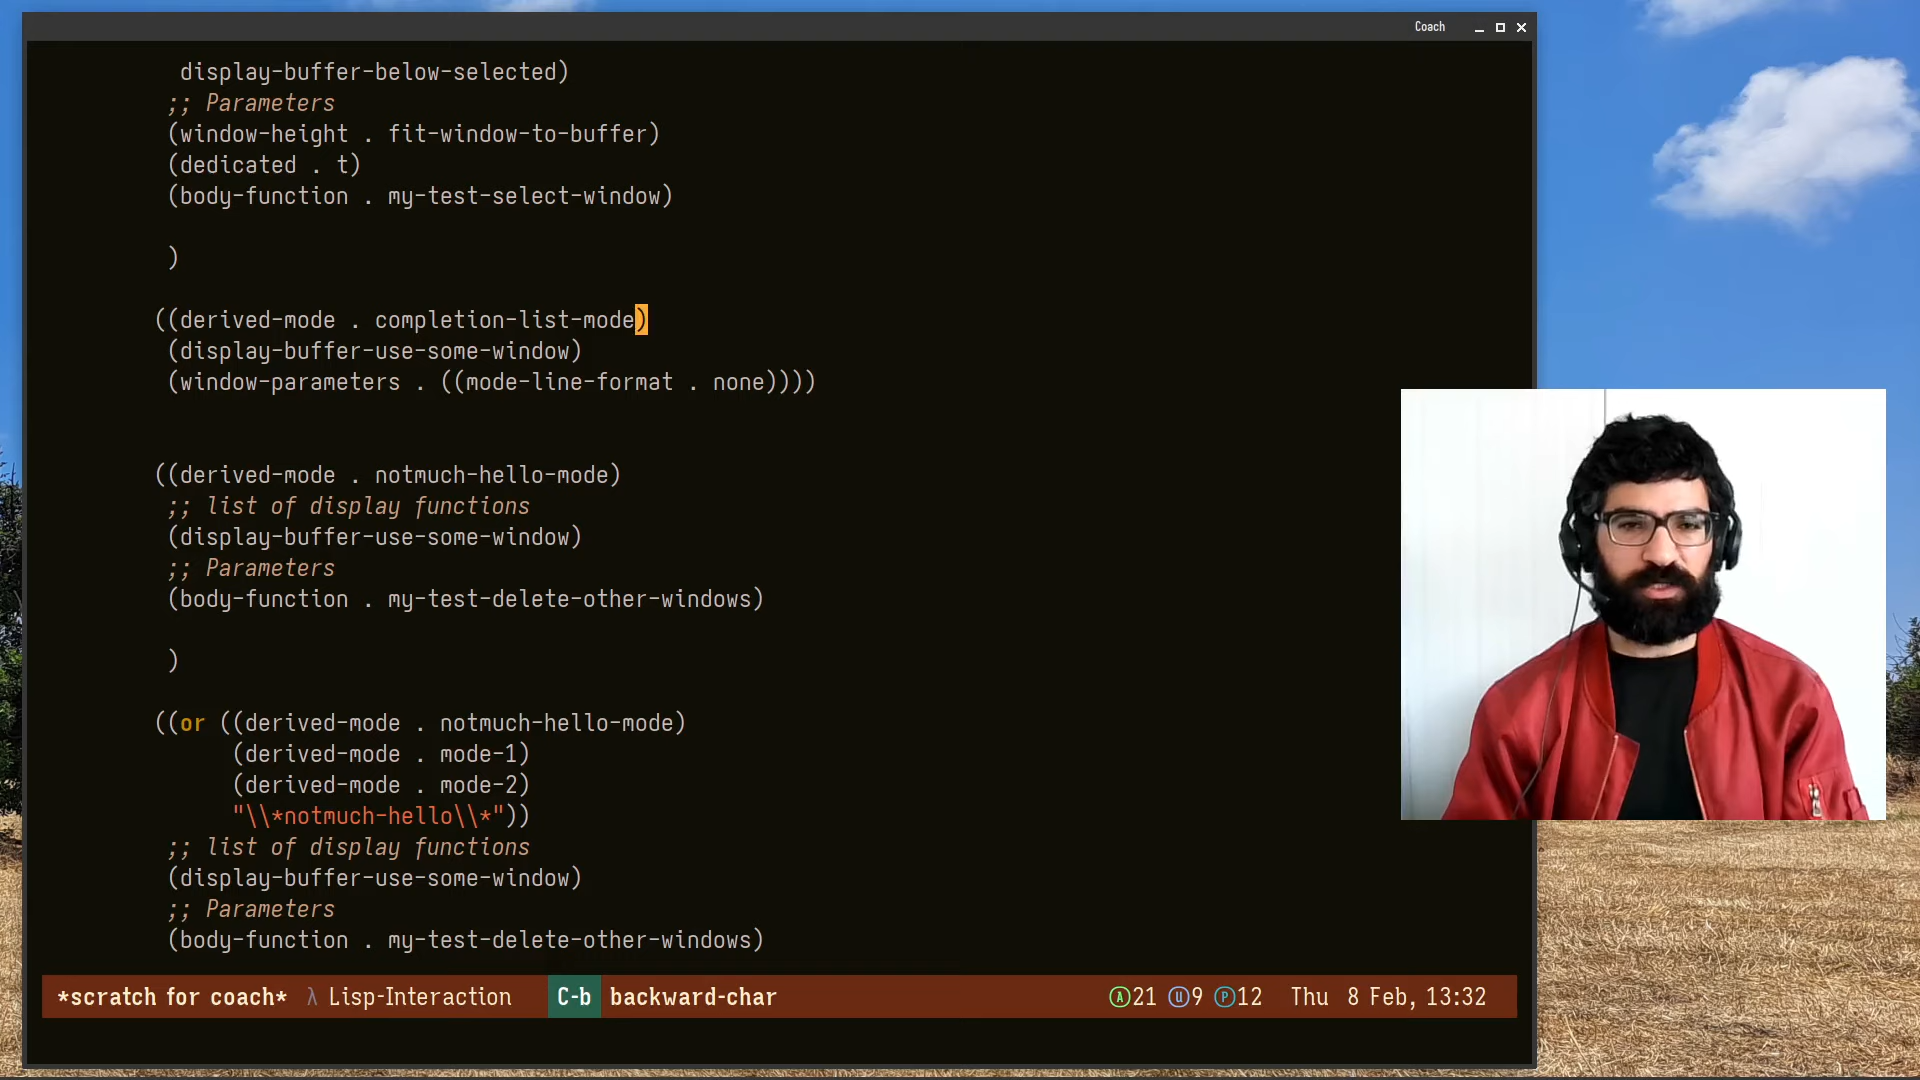 Coach
display-buffer-below-selected)
;; Parameters
(window-height . fit-window-to-buffer)
(dedicated . t)
(body-function . my-test-select-window)
)
((derived-mode . completion-list-mode)
(display-buffer-use-some-window)
(window-parameters . ((mode-line-format . none))))
((derived-mode . notmuch-hello-mode)
;; list of display functions
(display-buffer-use-some-window)
;; Parameters
(body-function . my-test-delete-other-windows)
)
((or ((derived-mode . notmuch-hello-mode)
(derived-mode . mode-1)
(derived-mode . mode-2)
"\\*notmuch-hello\\*"))
;; list of display functions
(display-buffer-use-some-window)
;; Parameters
(body-function . my-test-delete-other-windows)
*scratch for coach* λ Lisp-Interaction C-b backward-char Ⓐ21 Ⓤ9 Ⓟ12 Thu 8 Feb, 13:32